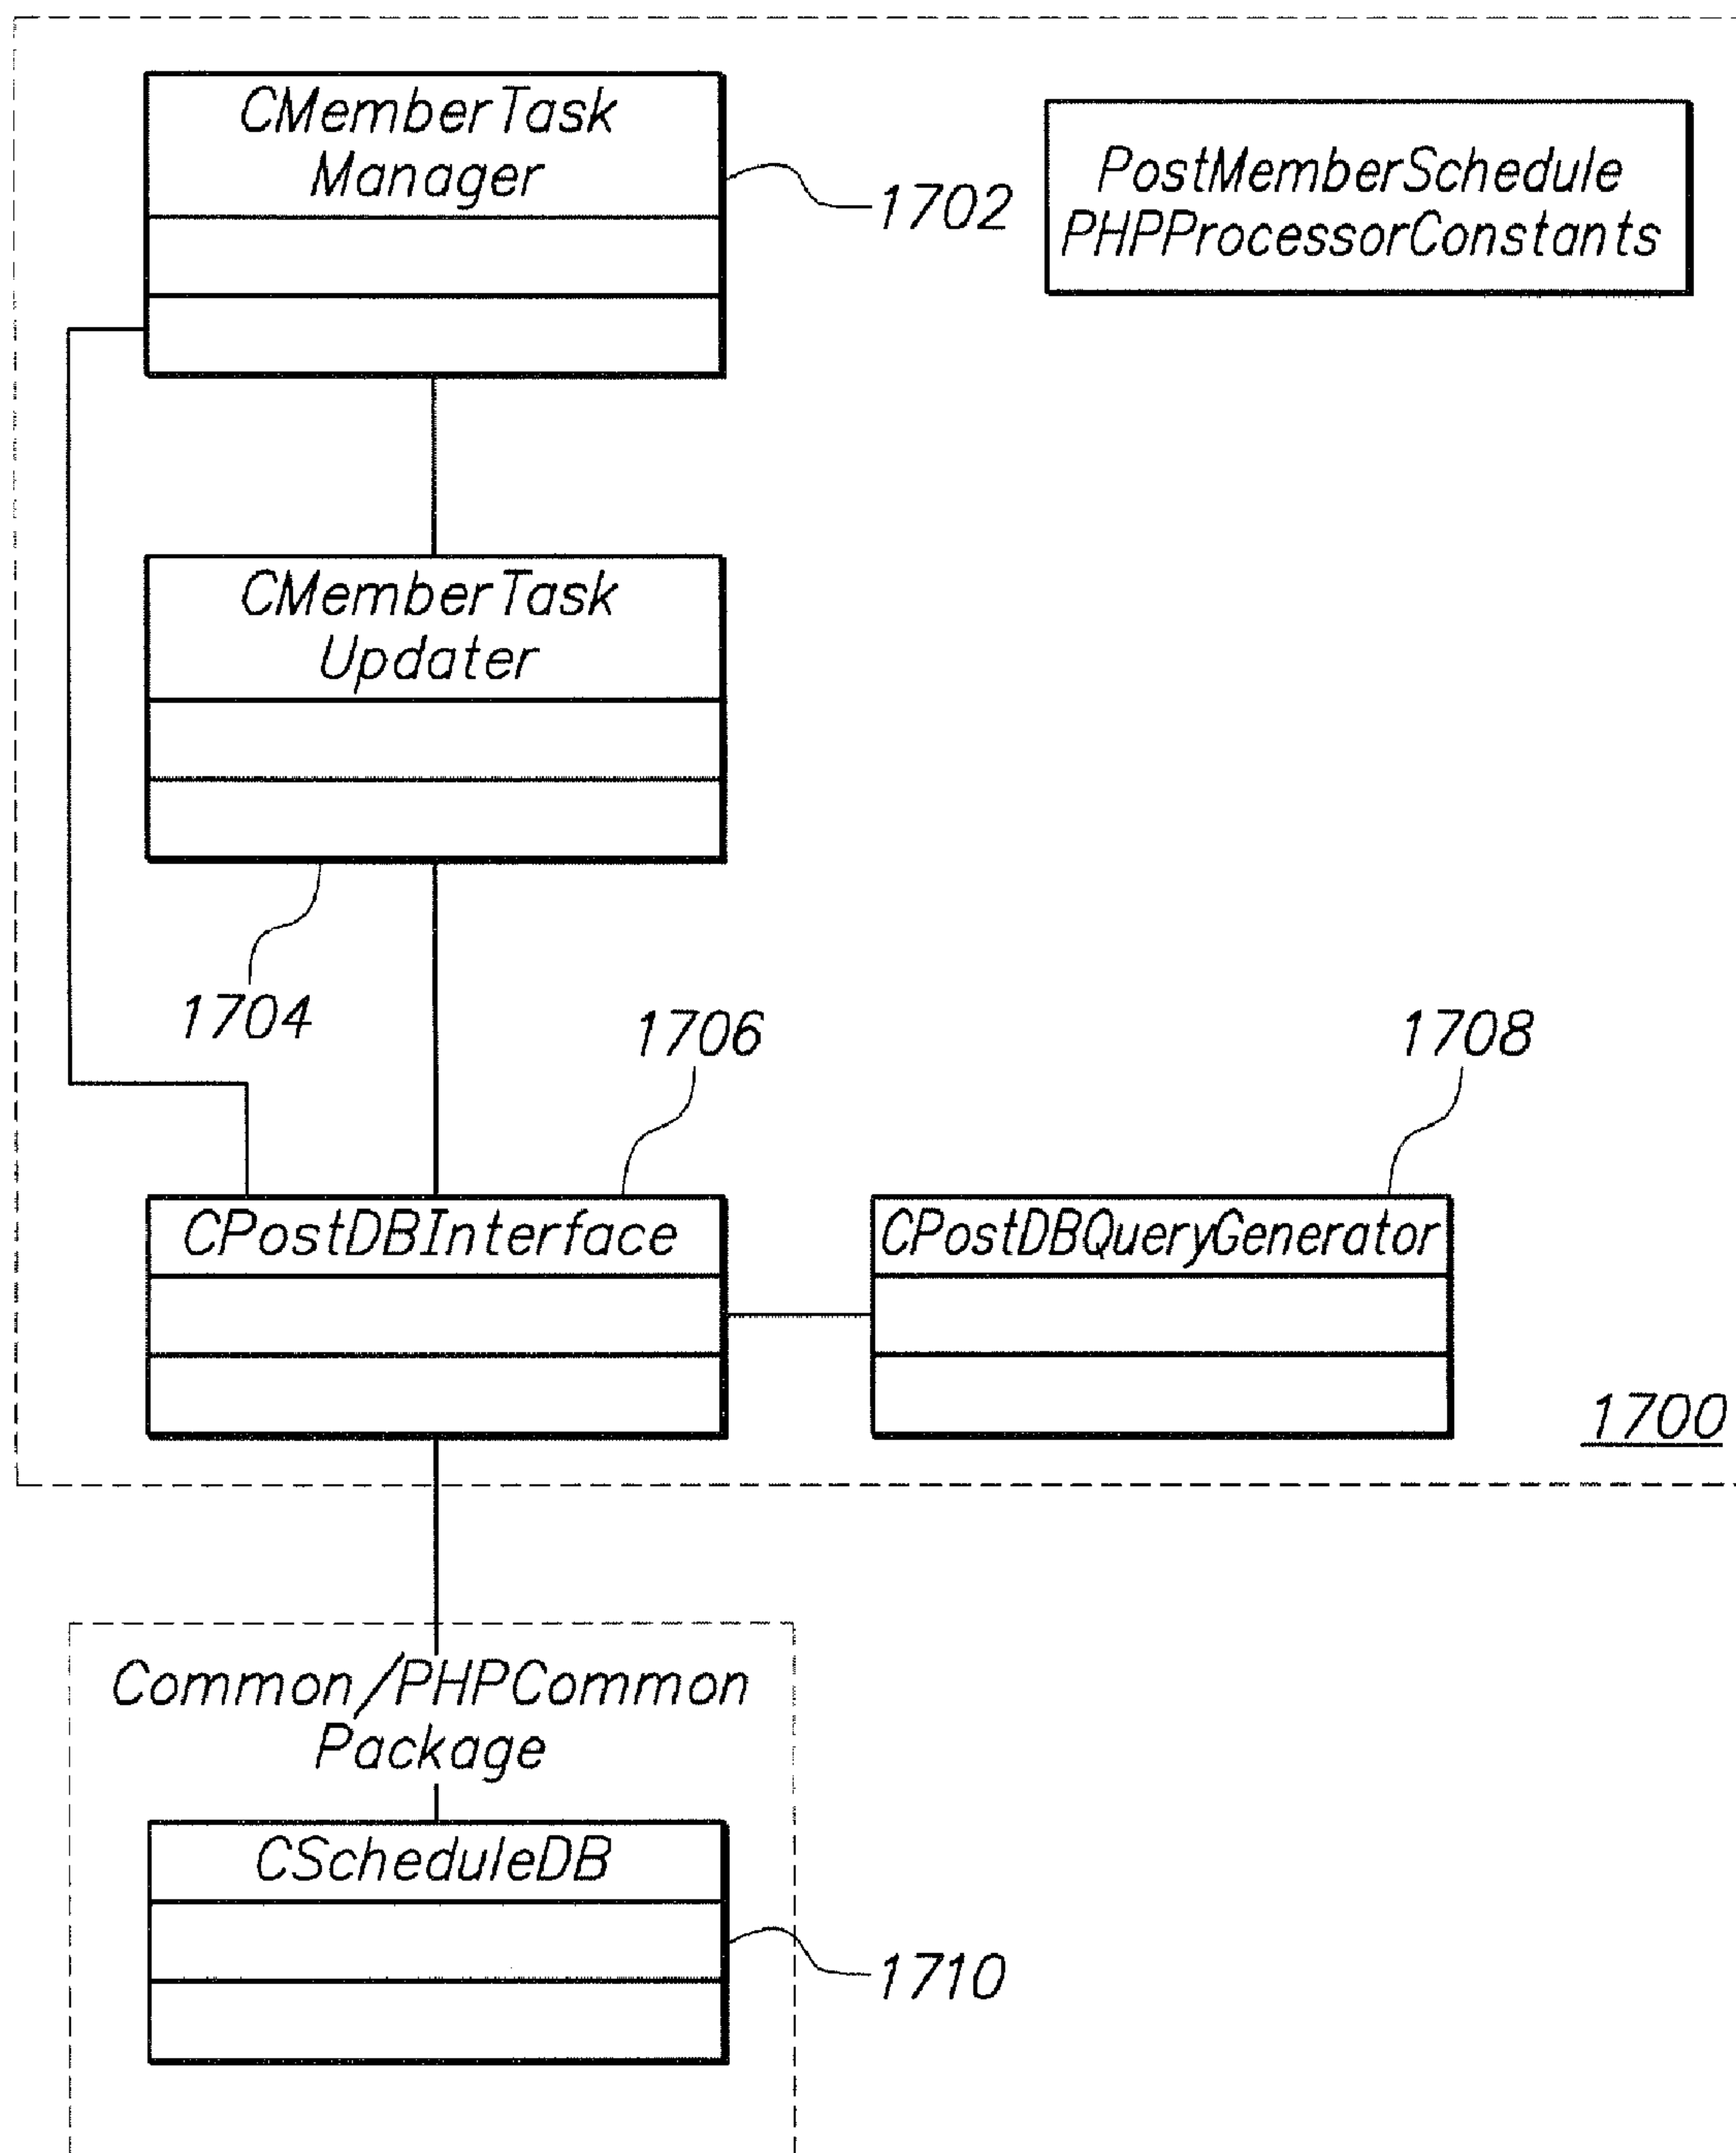 CMemberTask
Manager
1702
PostMemberSchedule
PHPProcessorConstants
CMemberTask
Updater
1704
1706
1708
CPostDBInterface
CPostDBQueryGenerator
1700
Common/PHPCommon
Package
CScheduleDB
1710